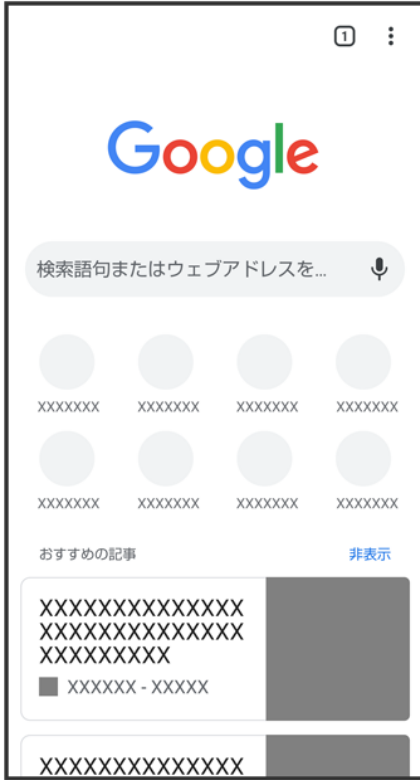 1
Google
検索語句またはウェブアドレスを...
XXXXXXX XXXXXXX XXXXXXX XXXXXXX
XXXXXXX XXXXXXX XXXXXXX XXXXXXX
おすすめの記事 非表示
XXXXXXXXXXXXXX
XXXXXXXXXXXXXX
XXXXXXXXX
XXXXXX - XXXXX
XXXXXXXXXXXXXX